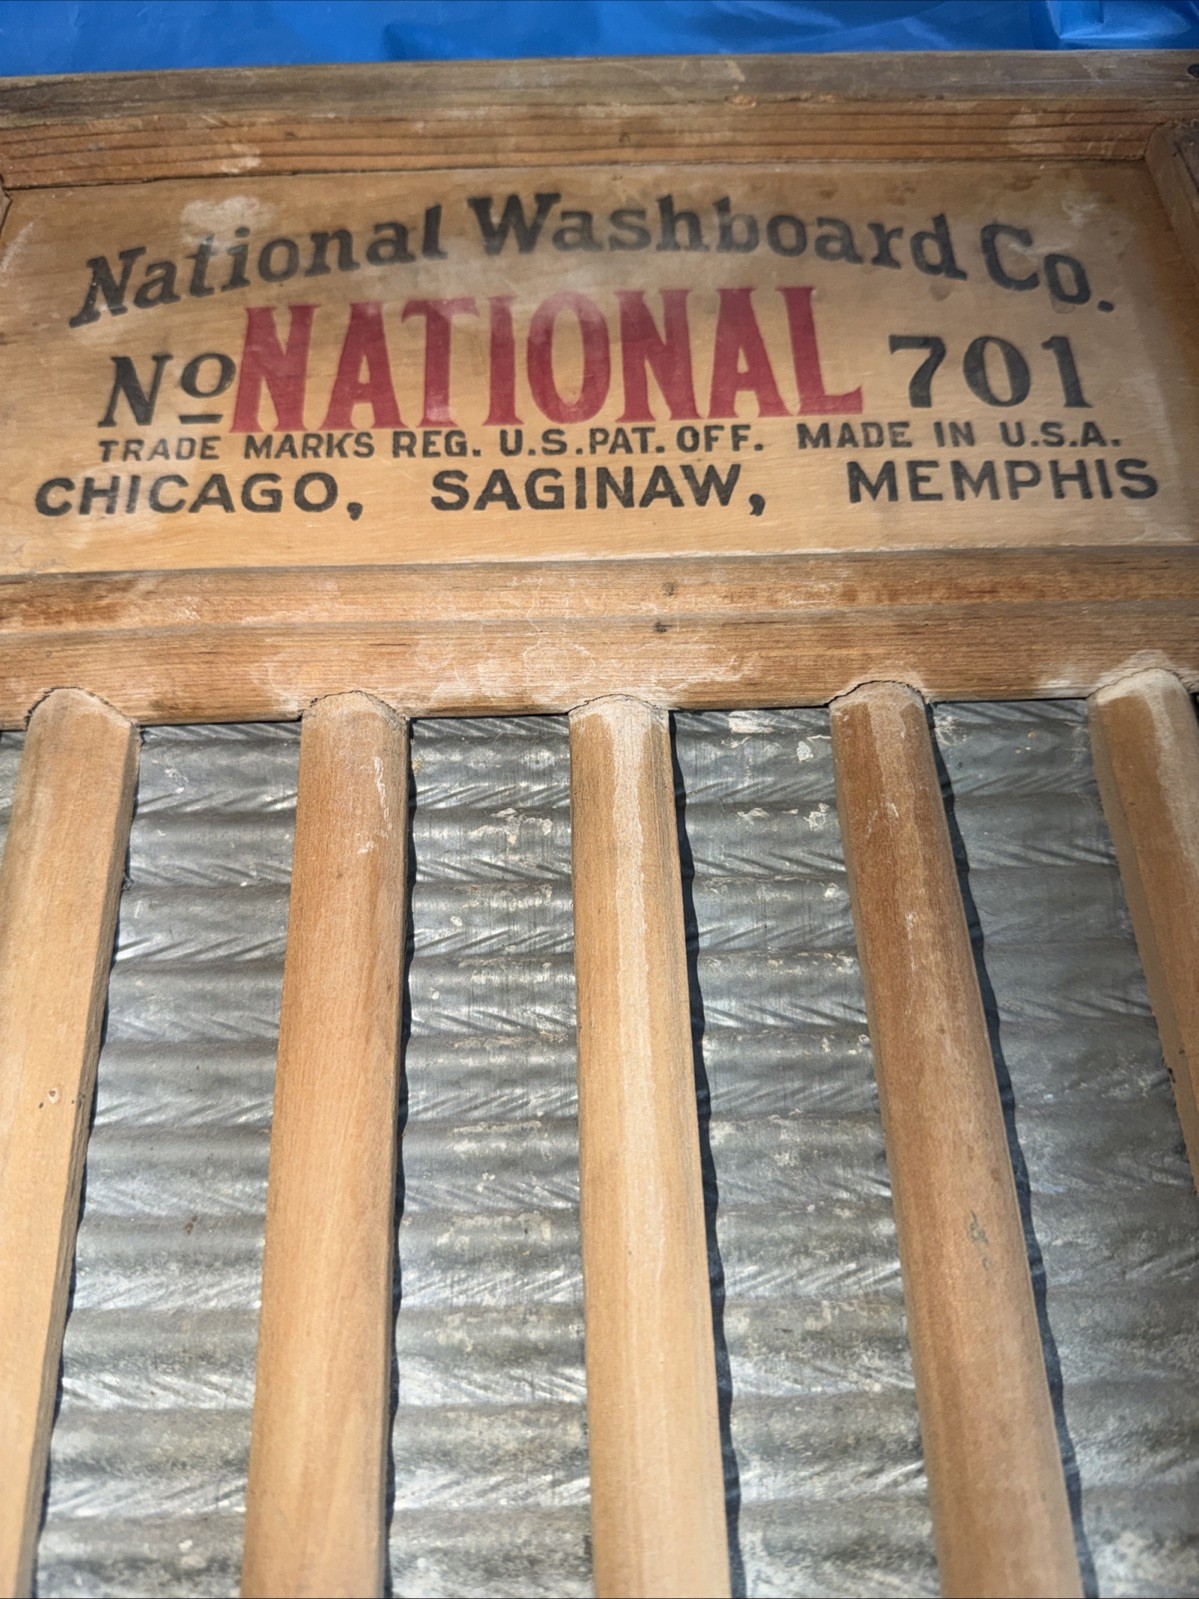 National Washboard Co.
No NATIONAL 701
TRADE MARKS REG. U.S. PAT. OFF. MADE IN U.S.A.
CHICAGO, SAGINAW, MEMPHIS